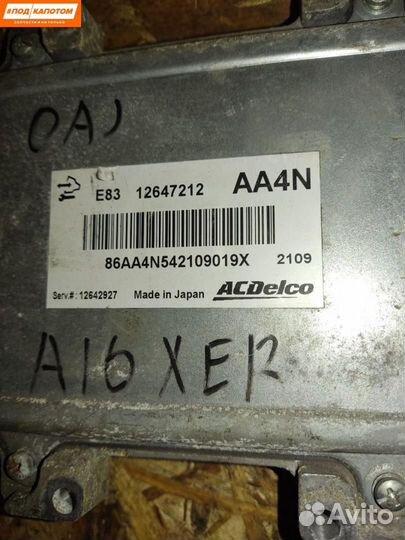 #ПОД КАПОТОМ
OAJ
E83 12647212 AA4N
86AA4N542109019X 2109
Serv.#: 12642927 Made in Japan ACDelco
A16 XER
Avito